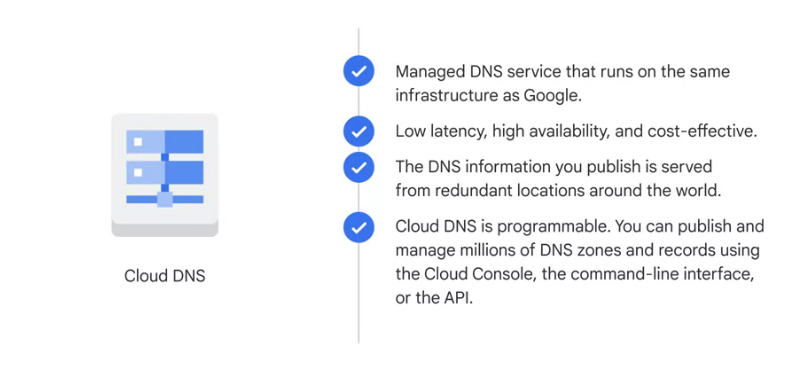 Managed DNS service that runs on the same
infrastructure as Google.
Low latency, high availability, and cost-effective.
The DNS information you publish is served
from redundant locations around the world.
Cloud DNS is programmable. You can publish and
manage millions of DNS zones and records using
the Cloud Console, the command-line interface,
or the API.
Cloud DNS